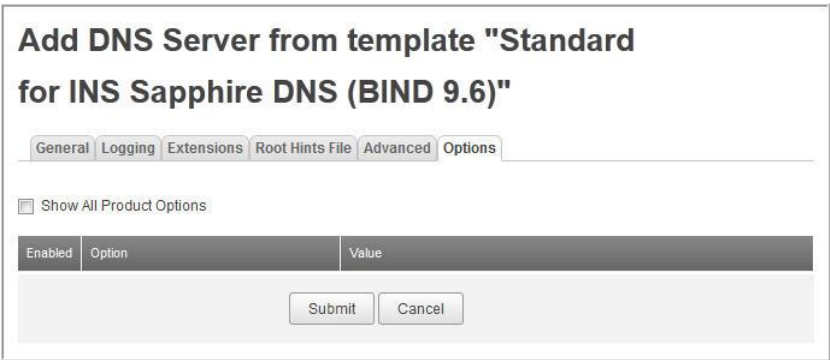 Add DNS Server from template "Standard
for INS Sapphire DNS (BIND 9.6)"
General Logging Extensions Root Hints File Advanced Options
Show All Product Options
Enabled Option Value
Submit Cancel